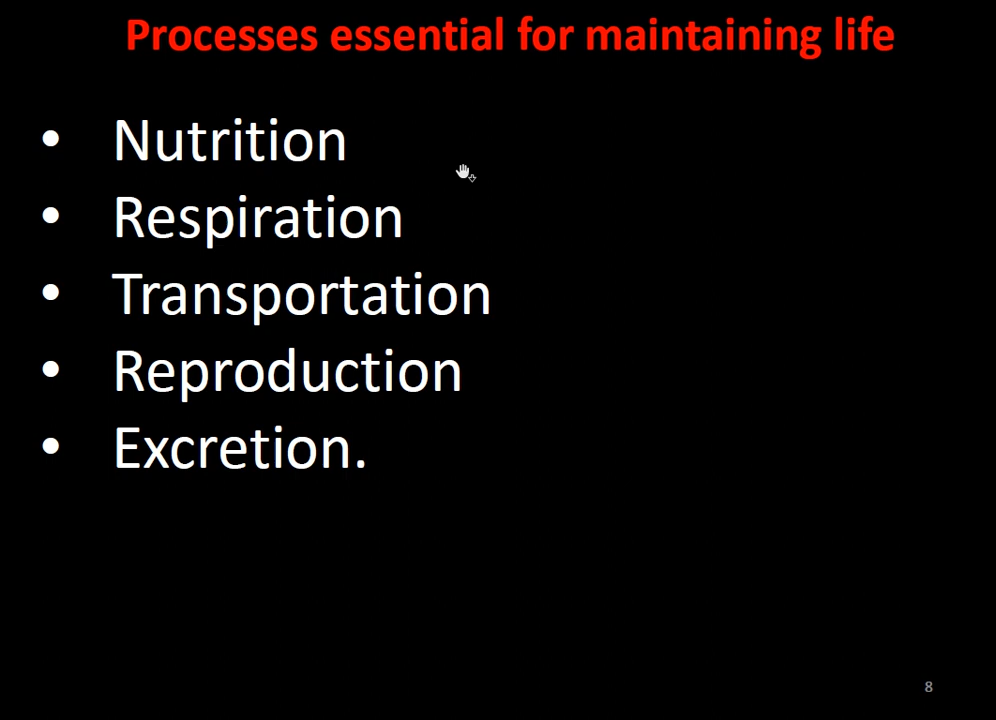 Processes essential for maintaining life
• Nutrition
• Respiration
• Transportation
• Reproduction
• Excretion.
8